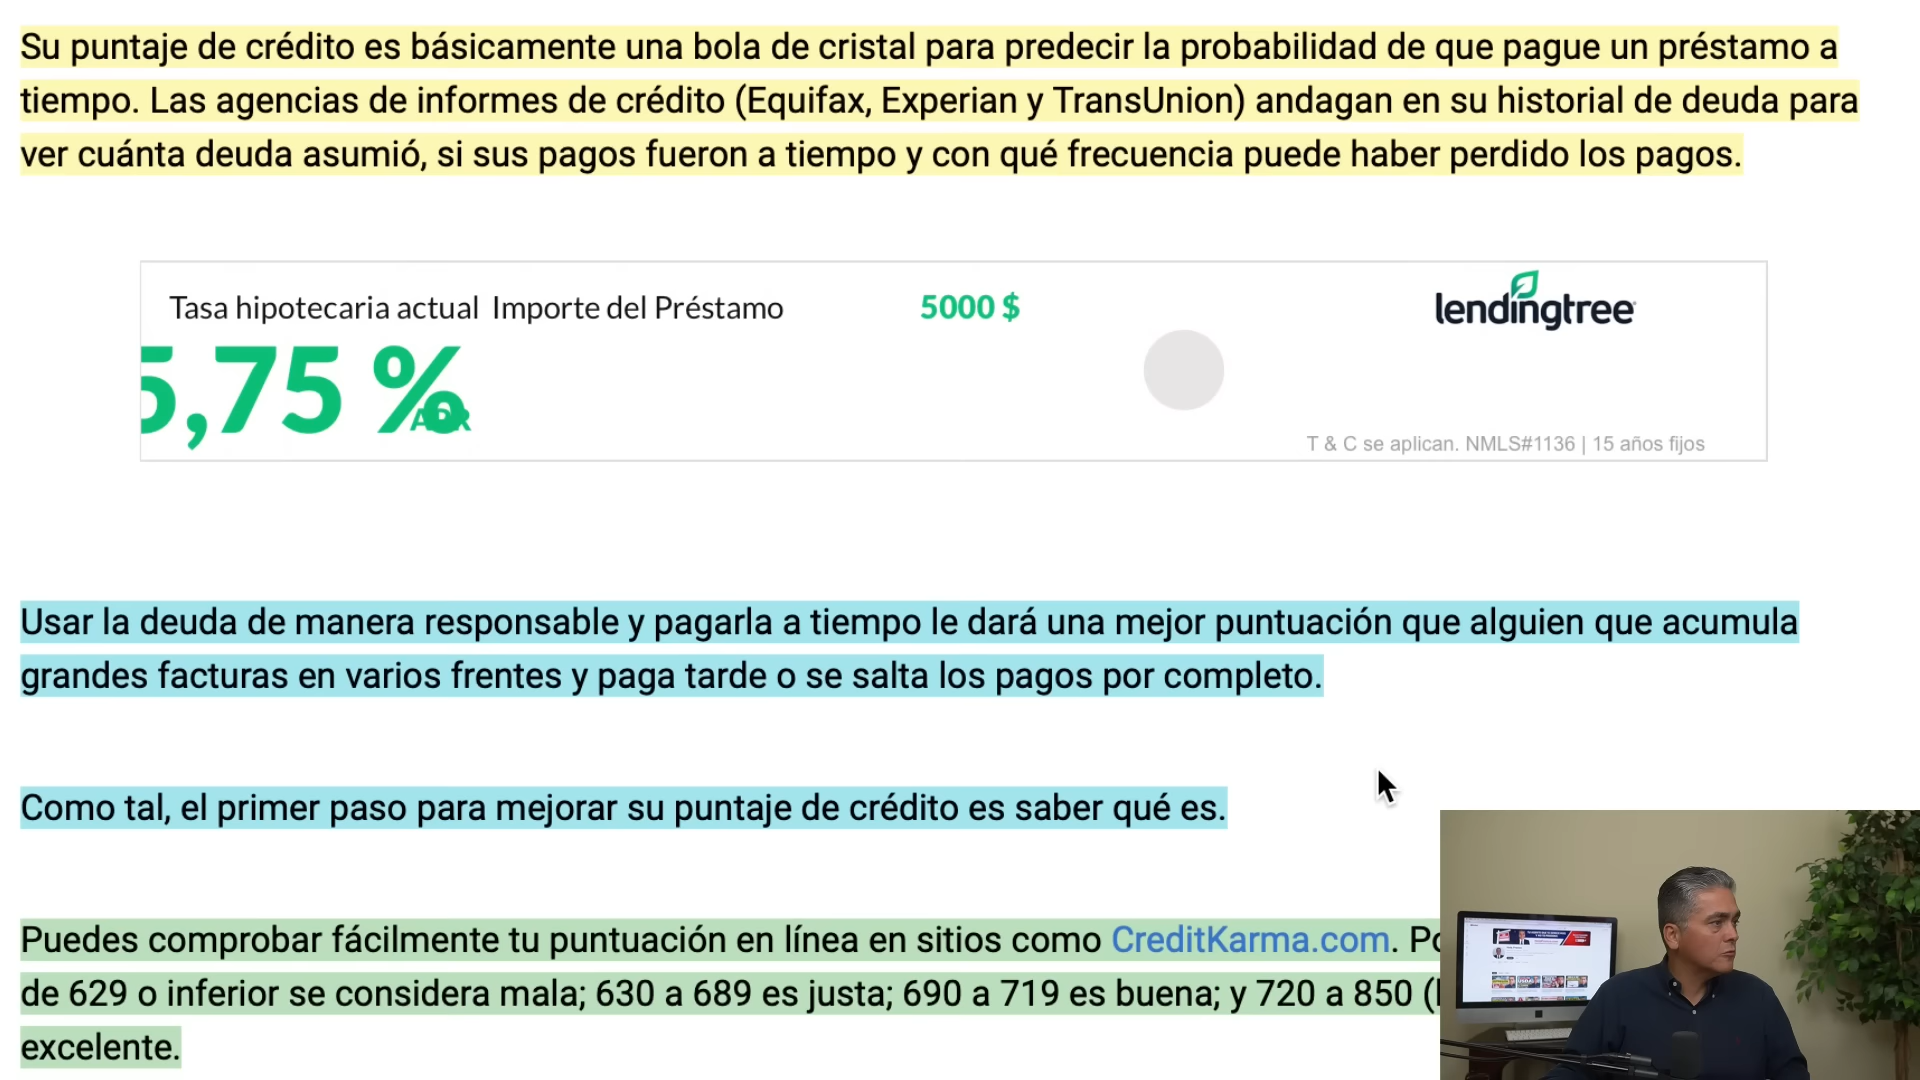 Su puntaje de crédito es básicamente una bola de cristal para predecir la probabilidad de que pague un préstamo a
tiempo. Las agencias de informes de crédito (Equifax, Experian y TransUnion) andagan en su historial de deuda para
ver cuánta deuda asumió, si sus pagos fueron a tiempo y con qué frecuencia puede haber perdido los pagos.
Tasa hipotecaria actual Importe del Préstamo 5000 $
lendingtree
5,75 %
T & C se aplican. NMLS#1136 | 15 años fijos
Usar la deuda de manera responsable y pagarla a tiempo le dará una mejor puntuación que alguien que acumula
grandes facturas en varios frentes y paga tarde o se salta los pagos por completo.
Como tal, el primer paso para mejorar su puntaje de crédito es saber qué es.
Puedes comprobar fácilmente tu puntuación en línea en sitios como CreditKarma.com.
de 629 o inferior se considera mala; 630 a 689 es justa; 690 a 719 es buena; y 720 a 850 (
excelente.